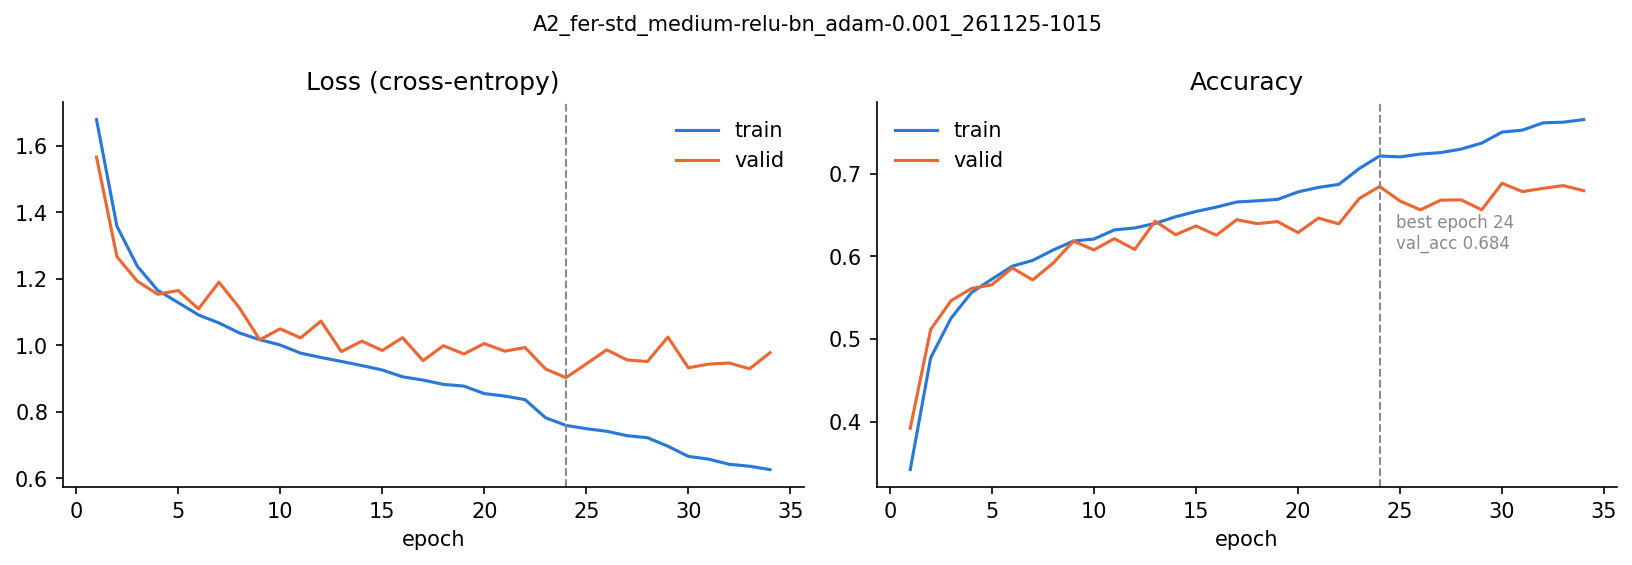 A2_fer-std_medium-relu-bn_adam-0.001_261125-1015
Loss (cross-entropy)
train
valid
1.6
1.4
1.2
1.0
0.8
0.6
0 5 10 15 20 25 30 35
epoch
Accuracy
train
valid
0.7
0.6
0.5
0.4
best epoch 24
val_acc 0.684
0 5 10 15 20 25 30 35
epoch